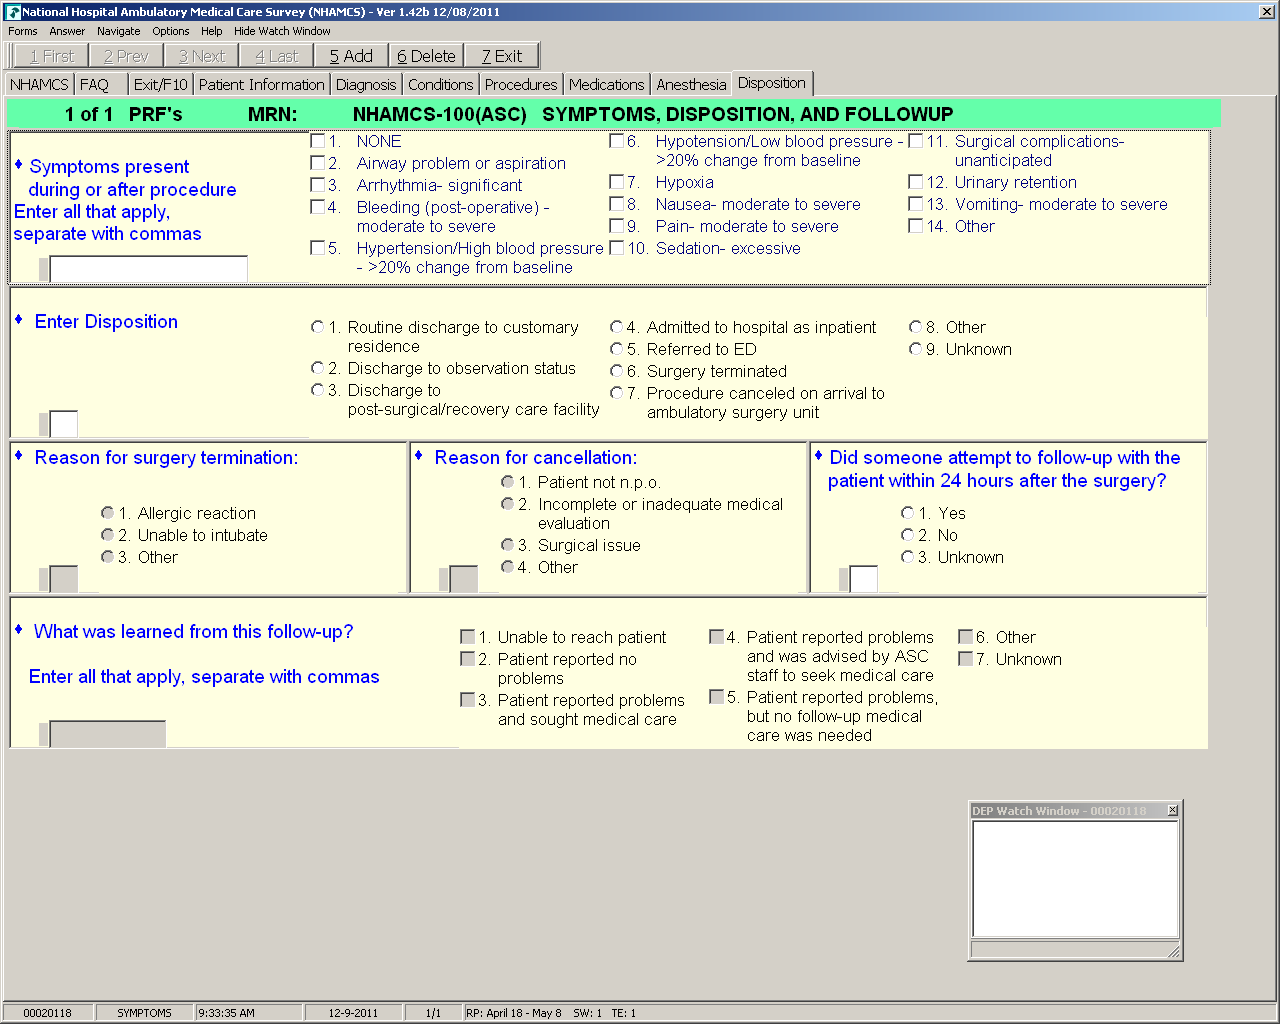 National Hospital Ambulatory Medical Care Survey (NHAMCS) - Ver 1.42b 12/08/2011
Forms Answer Navigate Options Help Hide Watch Window
1 First 2 Prev 3 Next 4 Last 5 Add 6 Delete 7 Exit
NHAMCS FAQ Exit/F10 Patient Information Diagnosis Conditions Procedures Medications Anesthesia Disposition
1 of 1 PRF's MRN: NHAMCS-100(ASC) SYMPTOMS, DISPOSITION, AND FOLLOWUP
♦ Symptoms present
during or after procedure
Enter all that apply,
separate with commas
1. NONE
2. Airway problem or aspiration
3. Arrhythmia- significant
4. Bleeding (post-operative) -
moderate to severe
5. Hypertension/High blood pressure
- >20% change from baseline
6. Hypotension/Low blood pressure -
>20% change from baseline
7. Hypoxia
8. Nausea- moderate to severe
9. Pain- moderate to severe
10. Sedation- excessive
11. Surgical complications-
unanticipated
12. Urinary retention
13. Vomiting- moderate to severe
14. Other
♦ Enter Disposition
1. Routine discharge to customary
residence
2. Discharge to observation status
3. Discharge to
post-surgical/recovery care facility
4. Admitted to hospital as inpatient
5. Referred to ED
6. Surgery terminated
7. Procedure canceled on arrival to
ambulatory surgery unit
8. Other
9. Unknown
♦ Reason for surgery termination:
1. Allergic reaction
2. Unable to intubate
3. Other
♦ Reason for cancellation:
1. Patient not n.p.o.
2. Incomplete or inadequate medical
evaluation
3. Surgical issue
4. Other
♦ Did someone attempt to follow-up with the
patient within 24 hours after the surgery?
1. Yes
2. No
3. Unknown
♦ What was learned from this follow-up?
Enter all that apply, separate with commas
1. Unable to reach patient
2. Patient reported no
problems
3. Patient reported problems
and sought medical care
4. Patient reported problems
and was advised by ASC
staff to seek medical care
5. Patient reported problems,
but no follow-up medical
care was needed
6. Other
7. Unknown
DEP Watch Window - 00020118
00020118 SYMPTOMS 9:33:35 AM 12-9-2011 1/1 RP: April 18 - May 8 SW: 1 TE: 1